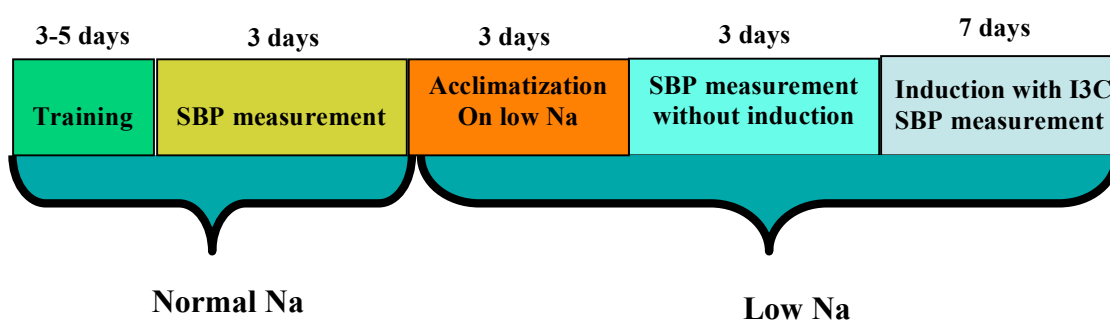 3-5 days
3 days
3 days
3 days
7 days
Training
SBP measurement
Acclimatization
On low Na
SBP measurement
without induction
Induction with I3C
SBP measurement
Normal Na
Low Na